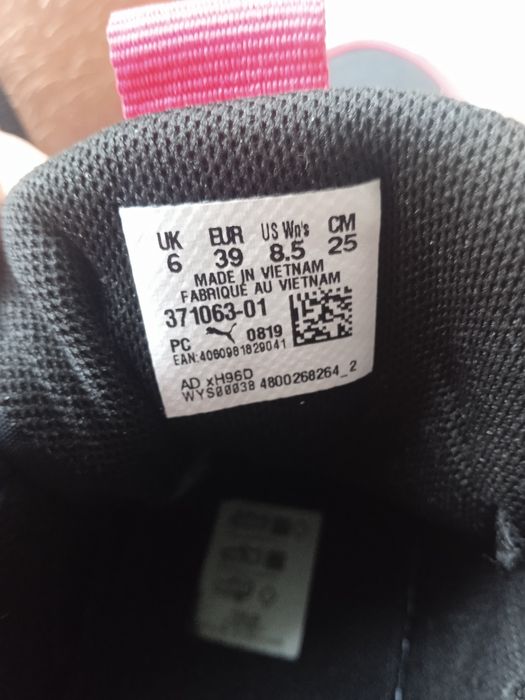 UK EUR US Wn's CM
6 39 8.5 25
MADE IN VIETNAM
FABRIQUE AU VIETNAM
371063-01
PC 0819
EAN:4060981829041
AD xH96D
WYS00038 4800268264_2